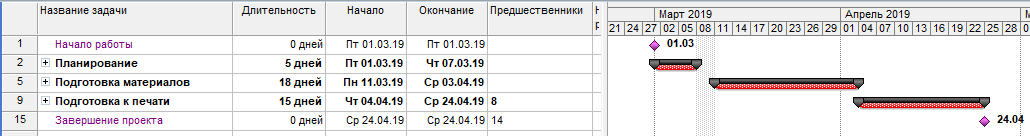 Название задачи Длительность Начало Окончание Предшественники Март 2019 Апрель 2019
21 24 27 02 05 08 11 14 17 20 23 26 29 01 04 07 10 13 16 19 22 25 28
1 Начало работы 0 дней Пт 01.03.19 Пт 01.03.19 01.03
2 Планирование 5 дней Пт 01.03.19 Чт 07.03.19
5 Подготовка материалов 18 дней Пн 11.03.19 Ср 03.04.19
9 Подготовка к печати 15 дней Чт 04.04.19 Ср 24.04.19 8
15 Завершение проекта 0 дней Ср 24.04.19 Ср 24.04.19 14 24.04